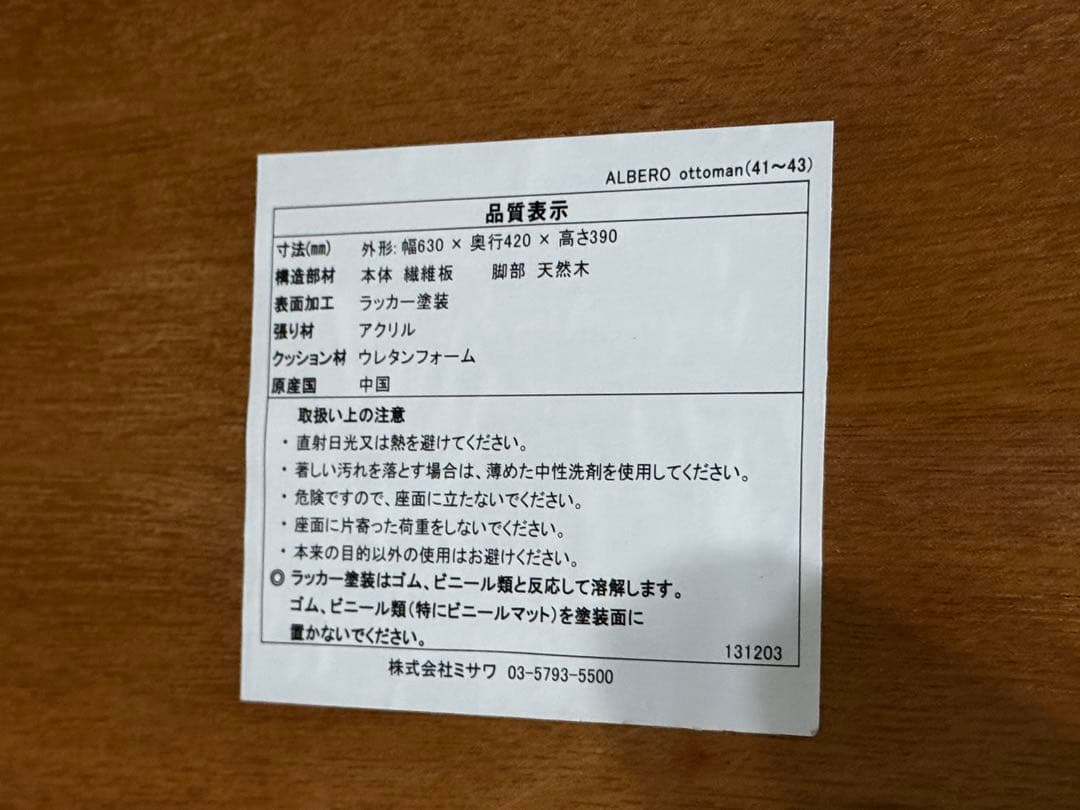 ALBERO ottoman(41～43)
品質表示
寸法(mm) 外形: 幅630 × 奥行420 × 高さ390
構造部材 本体 繊維板 脚部 天然木
表面加工 ラッカー塗装
張り材 アクリル
クッション材 ウレタンフォーム
原産国 中国
取扱い上の注意
・直射日光又は熱を避けてください。
・著しい汚れを落とす場合は、薄めた中性洗剤を使用してください。
・危険ですので、座面に立たないでください。
・座面に片寄った荷重をしないでください。
・本来の目的以外の使用はお避けください。
◎ラッカー塗装はゴム、ビニール類と反応して溶解します。
ゴム、ビニール類(特にビニールマット)を塗装面に
置かないでください。
131203
株式会社ミサワ 03-5793-5500